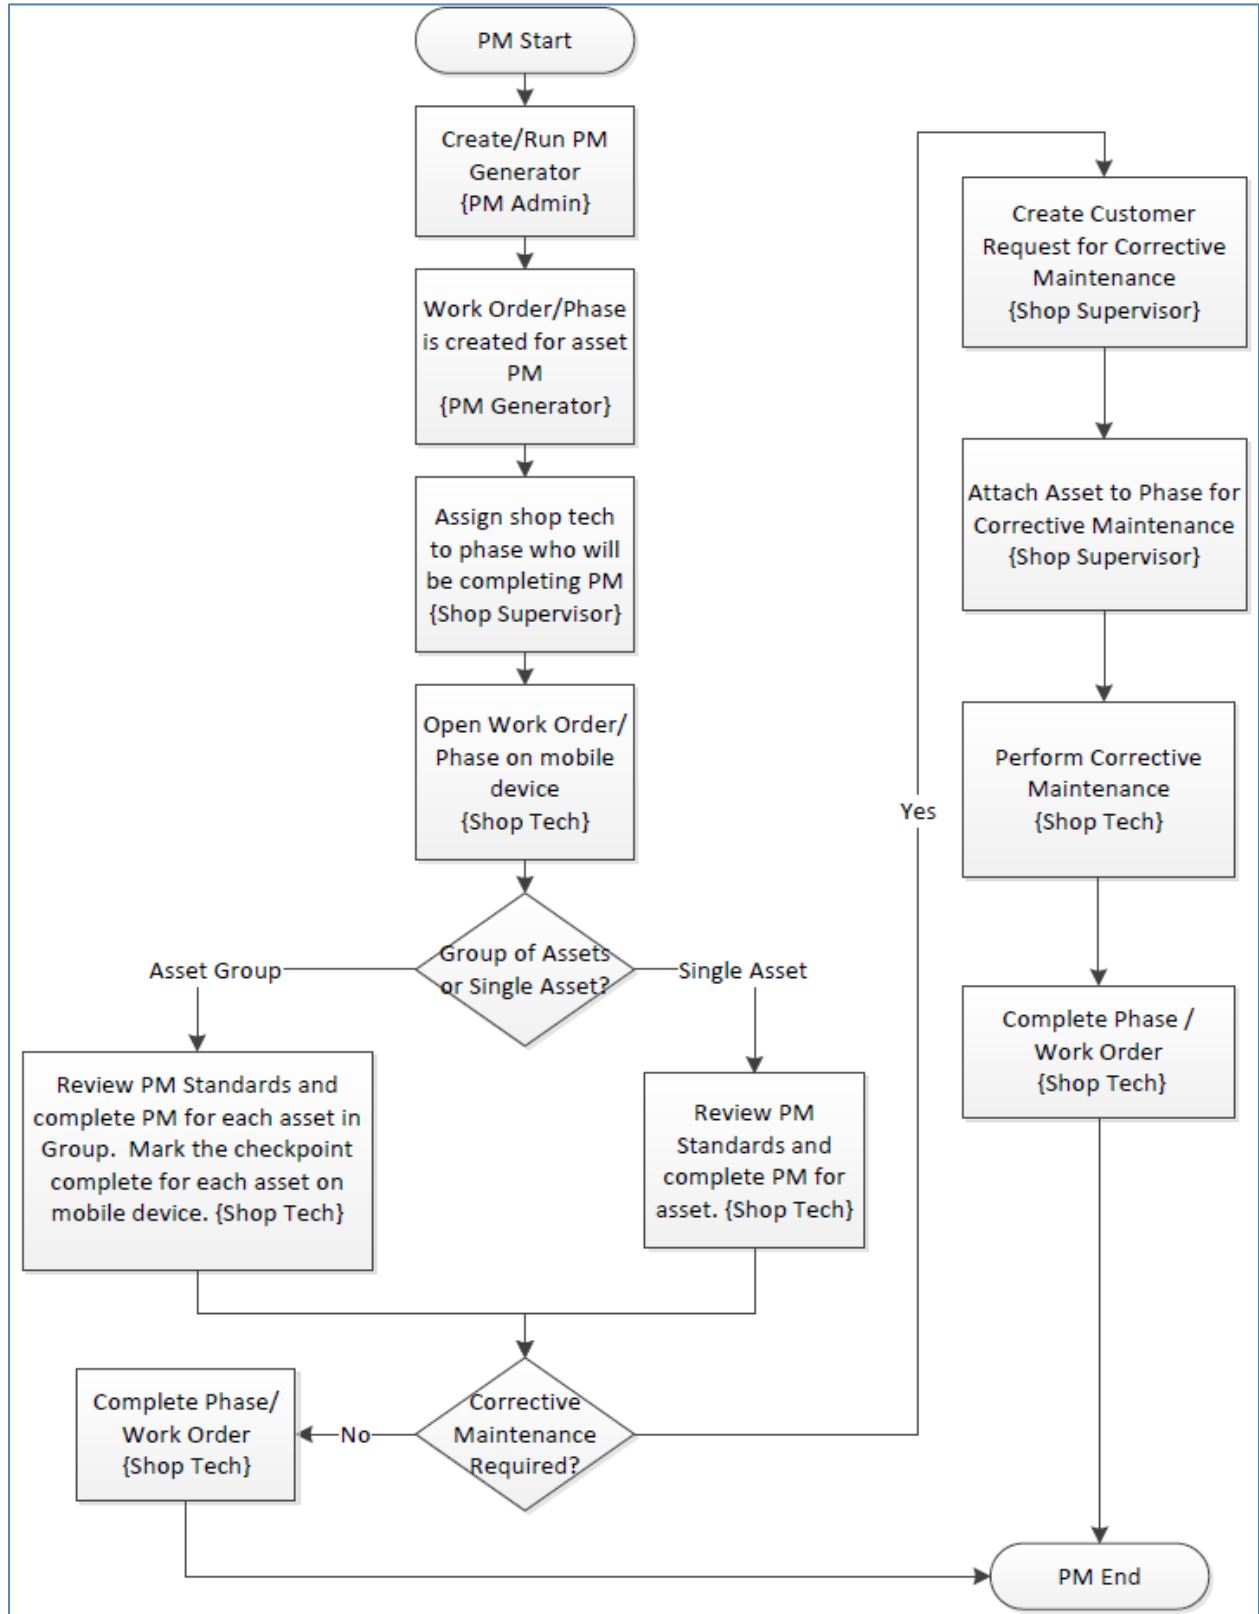 PM Start
Create/Run PM
Generator
{PM Admin}
Work Order/Phase
is created for asset
PM
{PM Generator}
Assign shop tech
to phase who will
be completing PM
{Shop Supervisor}
Open Work Order/
Phase on mobile
device
{Shop Tech}
Group of Assets
or Single Asset?
Asset Group
Single Asset
Review PM Standards and
complete PM for each asset in
Group.  Mark the checkpoint
complete for each asset on
mobile device. {Shop Tech}
Review PM
Standards and
complete PM for
asset. {Shop Tech}
Corrective
Maintenance
Required?
No
Complete Phase/
Work Order
{Shop Tech}
Yes
Create Customer
Request for Corrective
Maintenance
{Shop Supervisor}
Attach Asset to Phase for
Corrective Maintenance
{Shop Supervisor}
Perform Corrective
Maintenance
{Shop Tech}
Complete Phase /
Work Order
{Shop Tech}
PM End